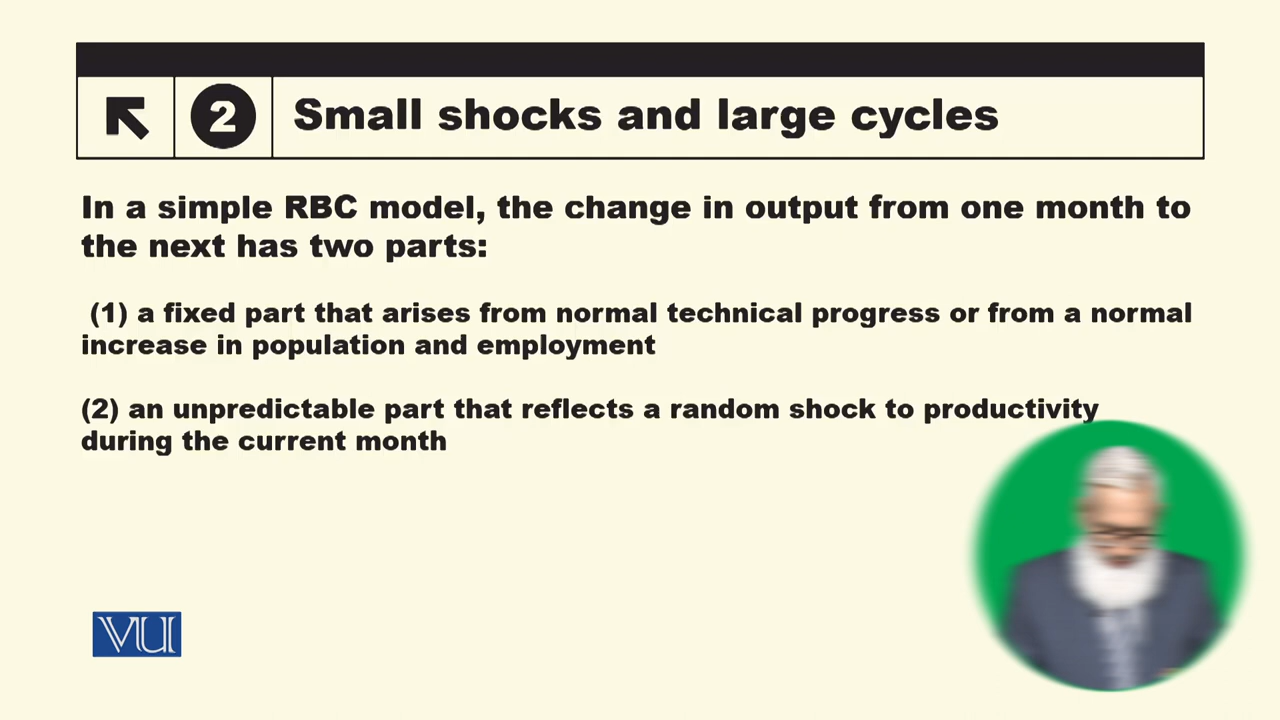 2 Small shocks and large cycles
In a simple RBC model, the change in output from one month to
the next has two parts:
(1) a fixed part that arises from normal technical progress or from a normal
increase in population and employment
(2) an unpredictable part that reflects a random shock to productivity
during the current month
VU